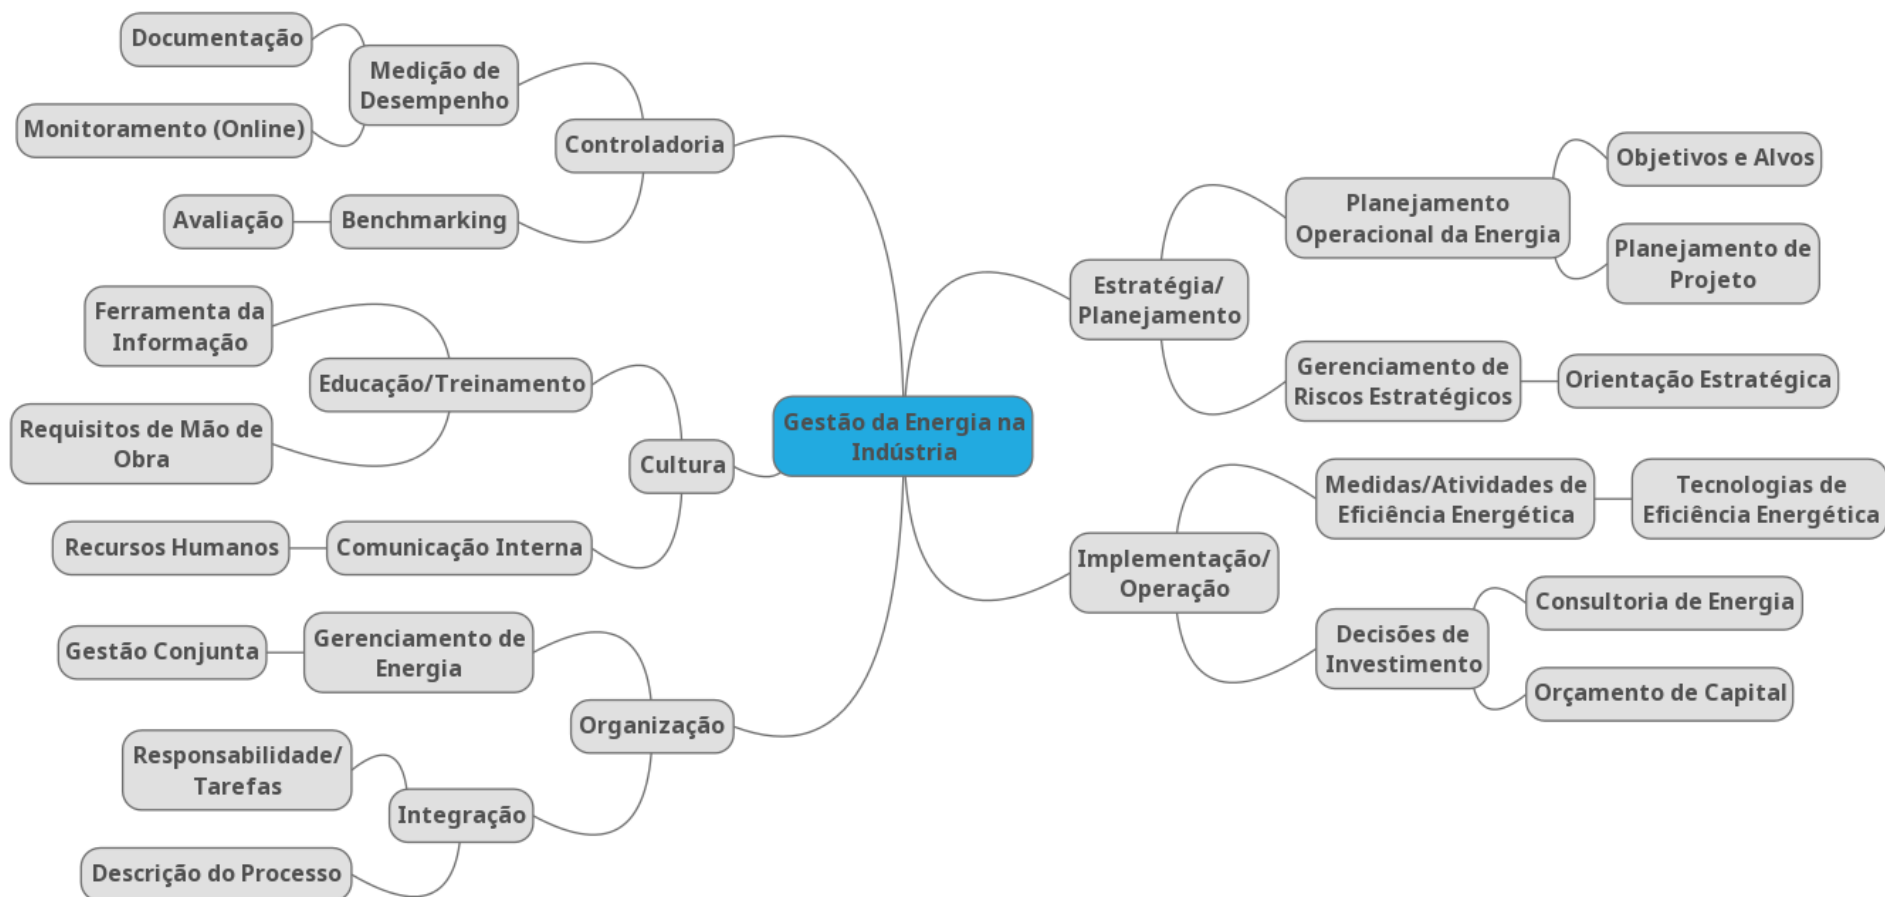 Documentação
Medição de
Desempenho
Monitoramento (Online)
Controladoria
Avaliação
Benchmarking
Ferramenta da
Informação
Educação/Treinamento
Requisitos de Mão de
Obra
Cultura
Recursos Humanos
Comunicação Interna
Gestão Conjunta
Gerenciamento de
Energia
Organização
Responsabilidade/
Tarefas
Integração
Descrição do Processo
Gestão da Energia na
Indústria
Estratégia/
Planejamento
Planejamento
Operacional da Energia
Objetivos e Alvos
Planejamento de
Projeto
Gerenciamento de
Riscos Estratégicos
Orientação Estratégica
Implementação/
Operação
Medidas/Atividades de
Eficiência Energética
Tecnologias de
Eficiência Energética
Decisões de
Investimento
Consultoria de Energia
Orçamento de Capital